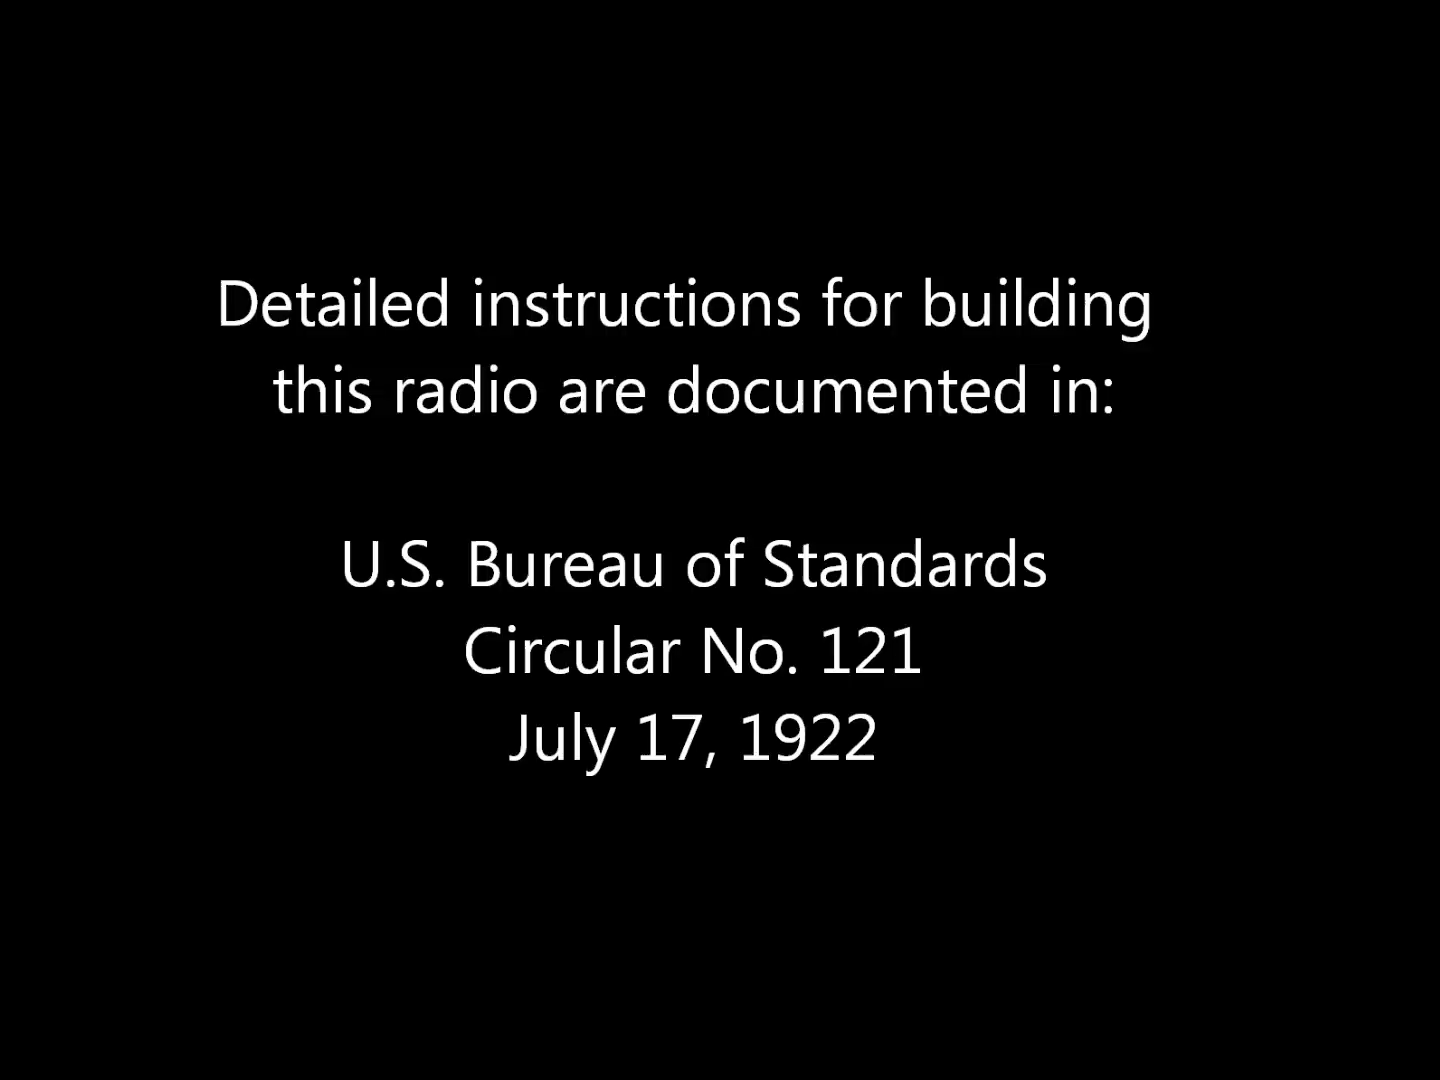 Detailed instructions for building
this radio are documented in:
U.S. Bureau of Standards
Circular No. 121
July 17, 1922